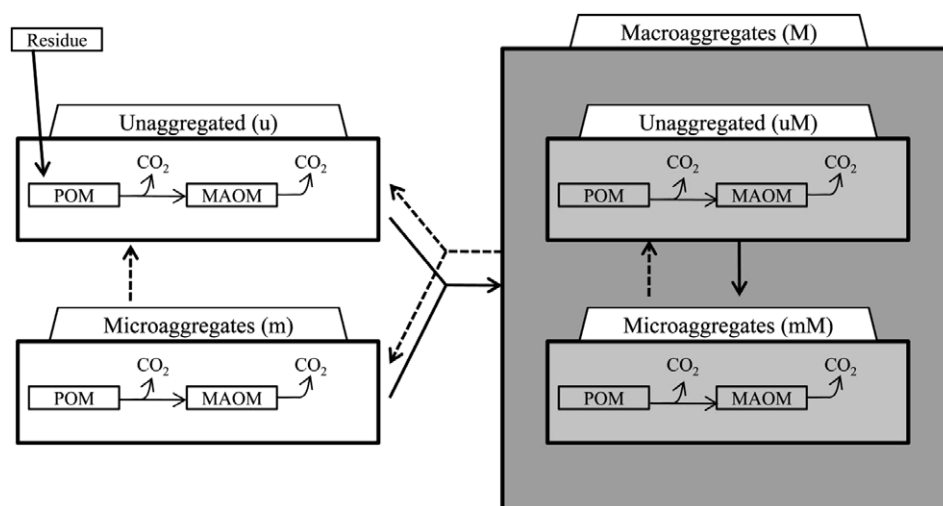 Residue
Macroaggregates (M)
Unaggregated (u)
Unaggregated (uM)
CO2
CO2
CO2
CO2
POM
MAOM
POM
MAOM
Microaggregates (m)
Microaggregates (mM)
CO2
CO2
CO2
CO2
POM
MAOM
POM
MAOM